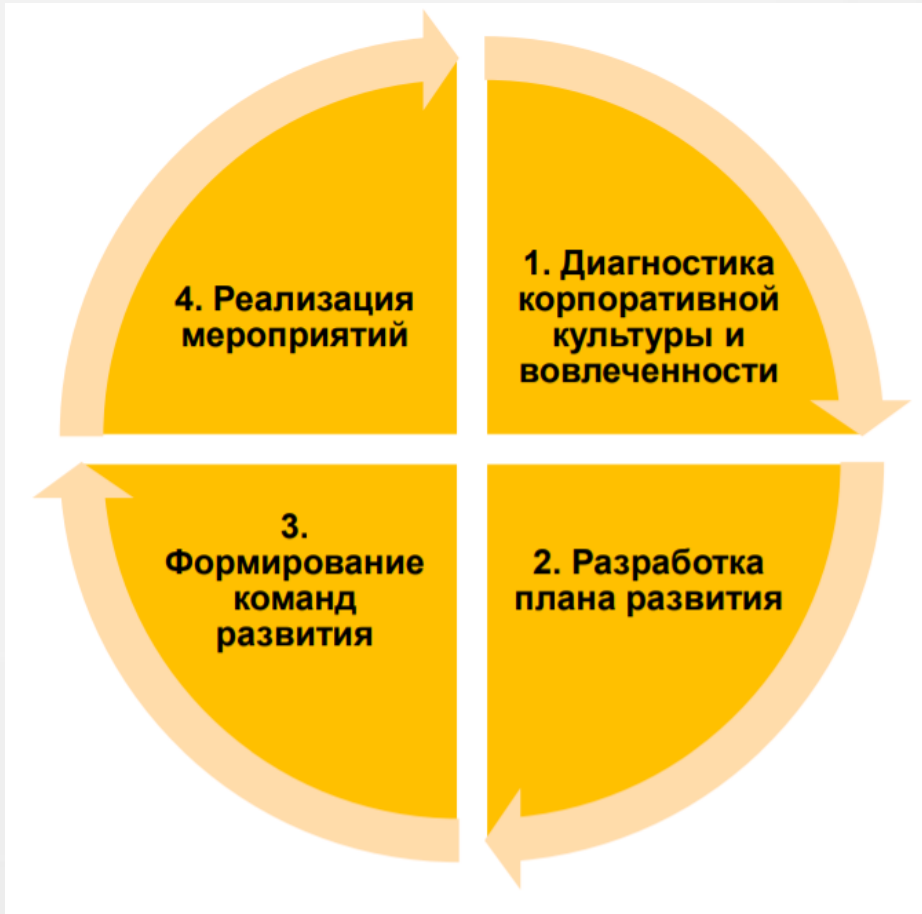 1. Диагностика
корпоративной
культуры и
вовлеченности
2. Разработка
плана развития
3.
Формирование
команд
развития
4. Реализация
мероприятий